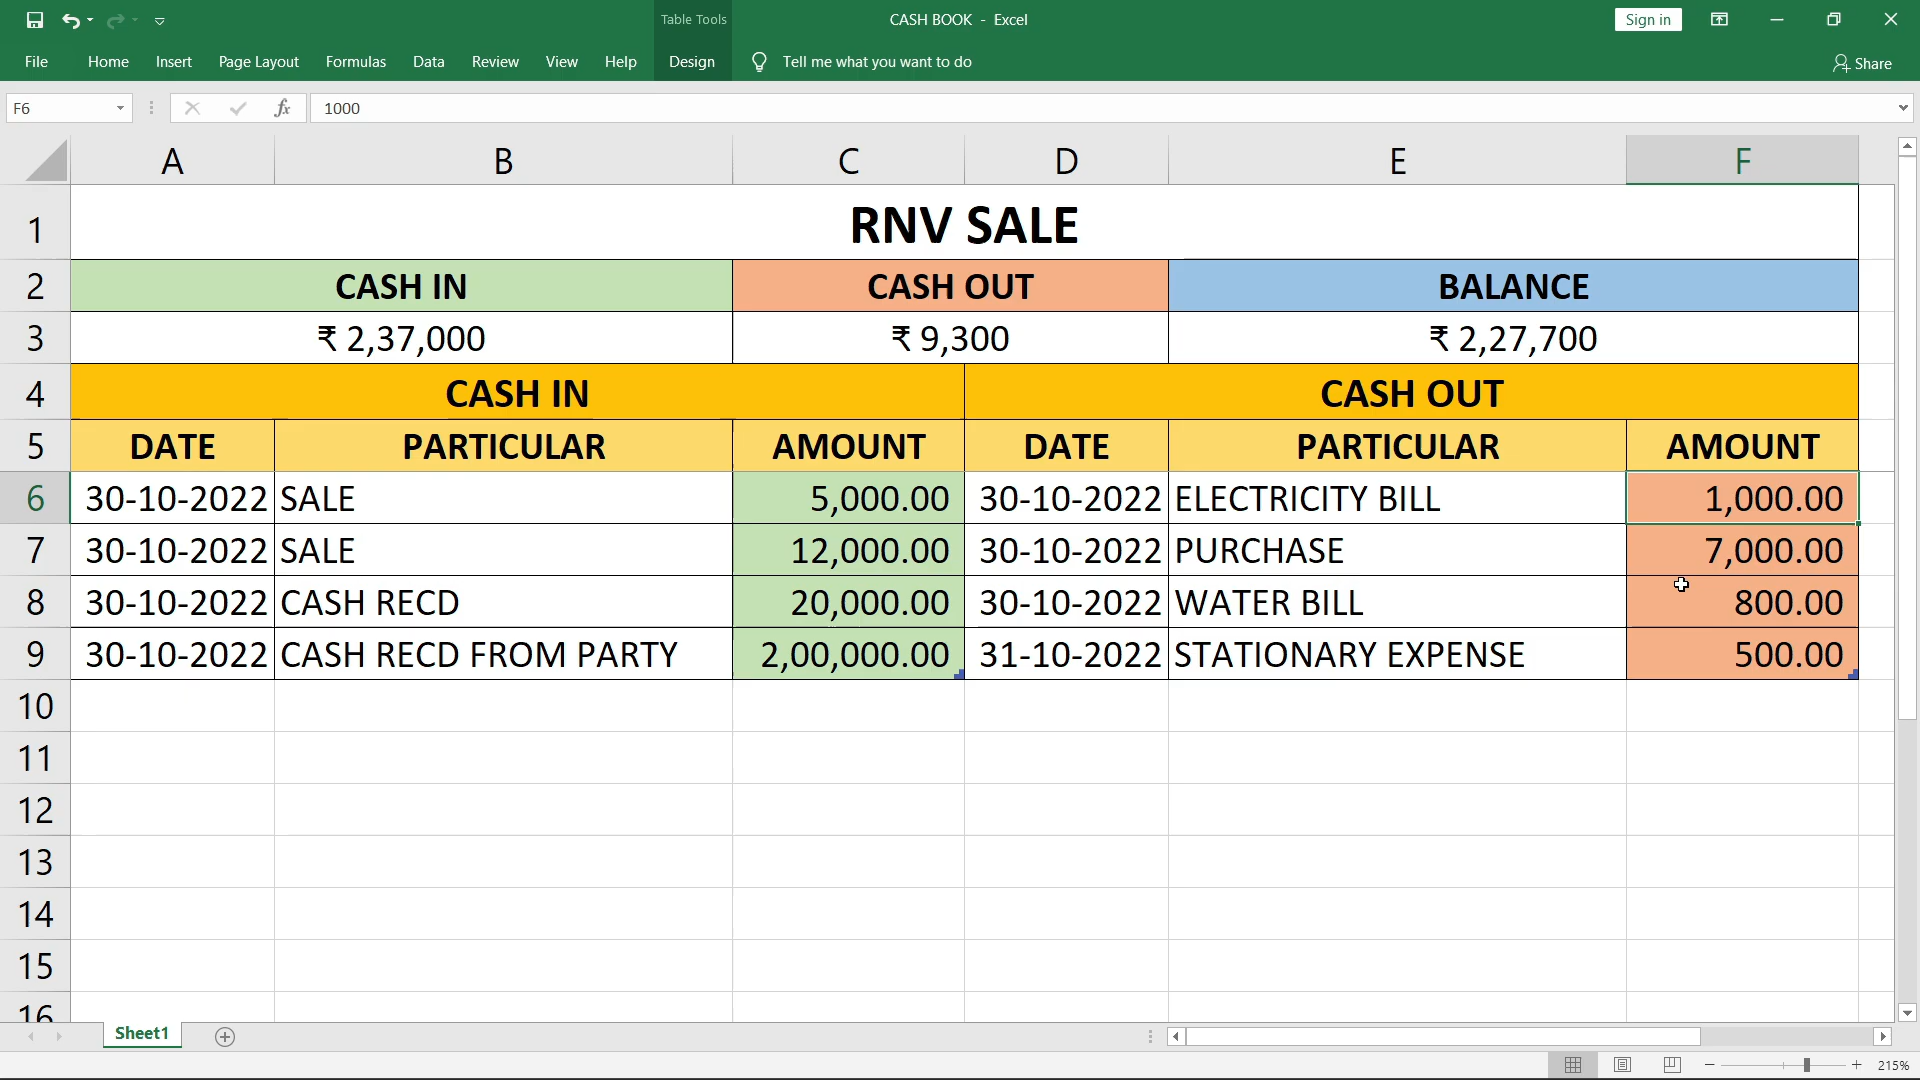 Table Tools
CASH BOOK - Excel
Sign in
File Home Insert Page Layout Formulas Data Review View Help Design Tell me what you want to do Share
F6 fx 1000
A B C D E F
1 RNV SALE
2 CASH IN CASH OUT BALANCE
3 ₹ 2,37,000 ₹ 9,300 ₹ 2,27,700
4 CASH IN CASH OUT
5 DATE PARTICULAR AMOUNT DATE PARTICULAR AMOUNT
6 30-10-2022 SALE 5,000.00 30-10-2022 ELECTRICITY BILL 1,000.00
7 30-10-2022 SALE 12,000.00 30-10-2022 PURCHASE 7,000.00
8 30-10-2022 CASH RECD 20,000.00 30-10-2022 WATER BILL 800.00
9 30-10-2022 CASH RECD FROM PARTY 2,00,000.00 31-10-2022 STATIONARY EXPENSE 500.00
10
11
12
13
14
15
16
Sheet1
215%